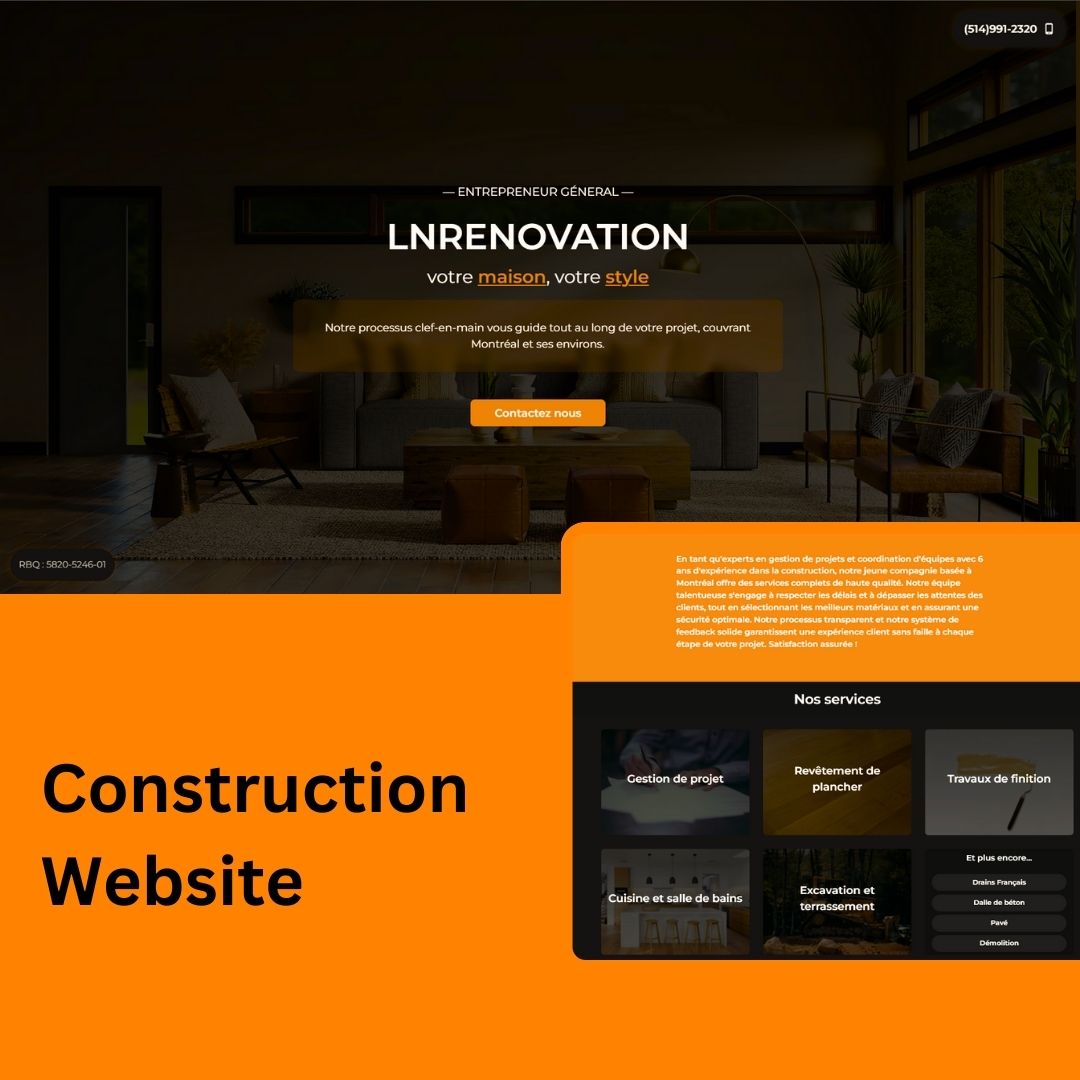 (514)991-2320
— ENTREPRENEUR GÉNERAL —
LNRENOVATION
votre maison, votre style
Notre processus clef-en-main vous guide tout au long de votre projet, couvrant
Montréal et ses environs.
Contactez nous
RBQ : 5820-5246-01
En tant qu'experts en gestion de projets et coordination d'équipes avec 6
ans d'expérience dans la construction, notre jeune compagnie basée à
Montréal offre des services complets de haute qualité. Notre équipe
talentueuse s'engage à respecter les délais et à dépasser les attentes des
clients, tout en sélectionnant les meilleurs matériaux et en assurant une
sécurité optimale. Notre processus transparent et notre système de
feedback solide garantissent une expérience client sans faille à chaque
étape de votre projet. Satisfaction assurée !
Nos services
Gestion de projet
Revêtement de
plancher
Travaux de finition
Cuisine et salle de bains
Excavation et
terrassement
Et plus encore...
Drains Français
Dalle de béton
Pavé
Démolition
Construction
Website